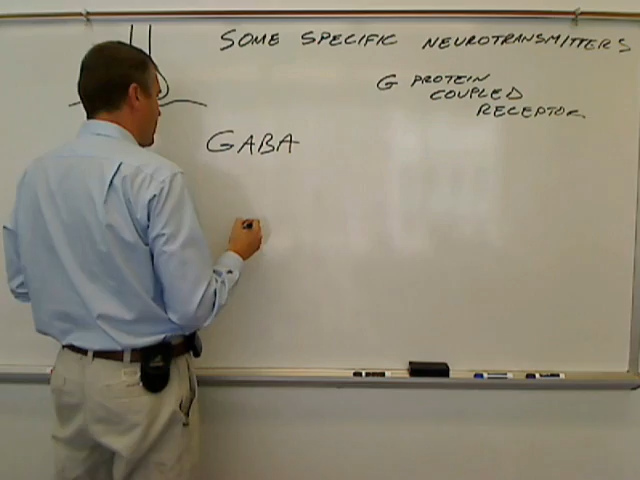 SOME SPECIFIC NEUROTRANSMITTERS
G PROTEIN
COUPLED
RECEPTOR
GABA